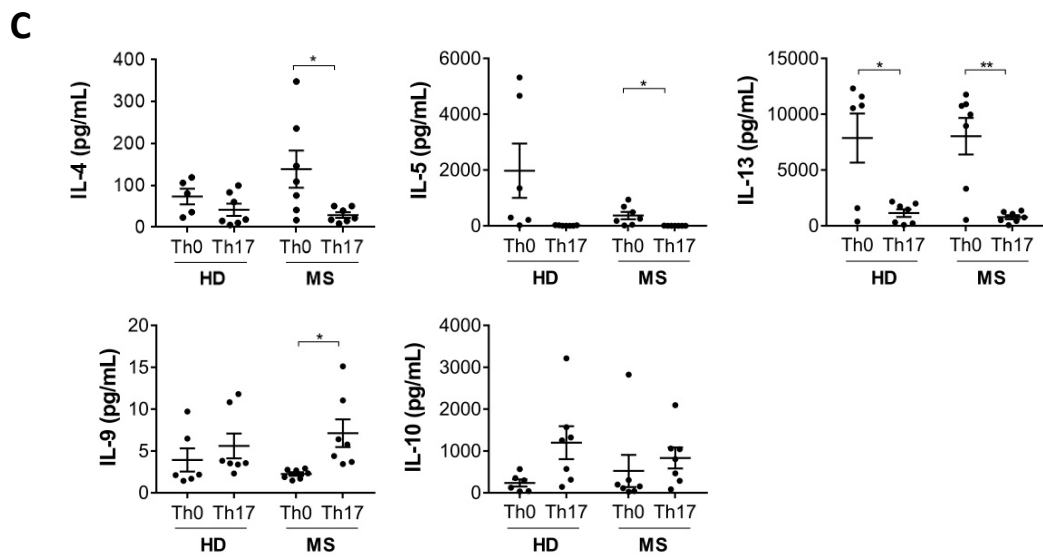 C
IL-4 (pg/mL)
400
300
200
100
0
*
Th0 Th17 Th0 Th17
HD MS
IL-5 (pg/mL)
6000
4000
2000
0
*
Th0 Th17 Th0 Th17
HD MS
IL-13 (pg/mL)
15000
10000
5000
0
* **
Th0 Th17 Th0 Th17
HD MS
IL-9 (pg/mL)
20
15
10
5
0
*
Th0 Th17 Th0 Th17
HD MS
IL-10 (pg/mL)
4000
3000
2000
1000
0
Th0 Th17 Th0 Th17
HD MS